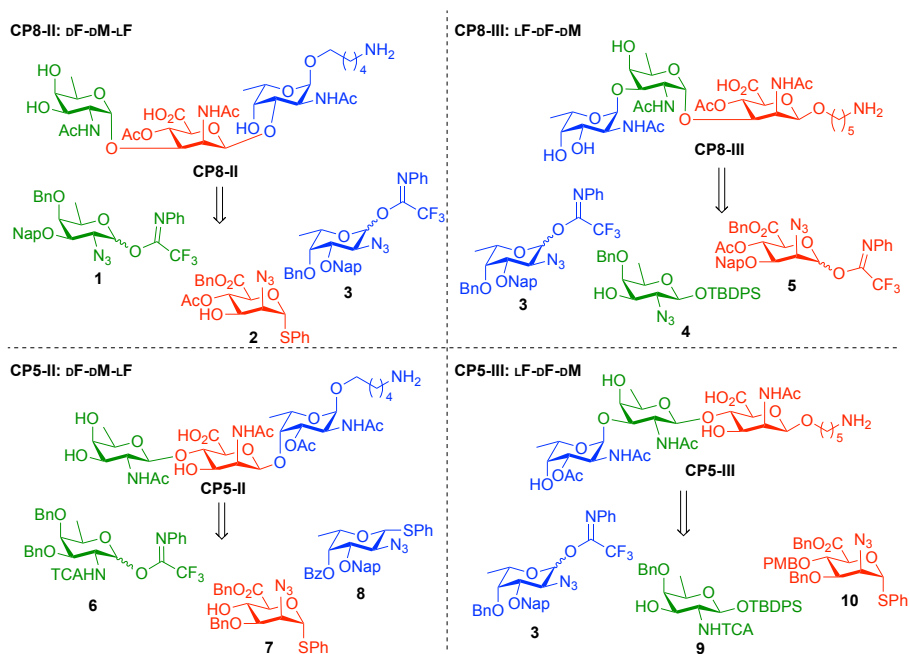 CP8-II: DF-DM-LF
HO
HO
AcHN
O
O
O
HO₂C
AcO
NHAc
O
O
O
HO
O
O
NHAc
NH₂
4
CP8-II
BnO
NapO
O
N₃
O
NPh
CF₃
1
BnO₂C
AcO
HO
N₃
O
SPh
2
NPh
O
CF₃
O
N₃
ONap
BnO
3
CP8-III: LF-DF-DM
HO
O
O
AcHN
O
O
NHAc
OH
HO
HO₂C
AcO
NHAc
O
O
NH₂
5
CP8-III
NPh
O
CF₃
O
N₃
ONap
BnO
3
BnO
HO
O
OTBDPS
N₃
4
BnO₂C
AcO
NapO
N₃
O
O
NPh
CF₃
5
CP5-II: DF-DM-LF
HO
HO
O
NHAc
O
HO₂C
HO
NHAc
O
O
O
O
OAc
NHAc
NH₂
4
CP5-II
BnO
BnO
O
TCAHN
O
NPh
CF₃
6
BnO₂C
HO
BnO
N₃
O
SPh
7
O
SPh
N₃
ONap
BzO
8
CP5-III: LF-DF-DM
HO
O
O
NHAc
O
O
NHAc
OAc
HO
HO₂C
HO
NHAc
O
O
NH₂
5
CP5-III
NPh
O
CF₃
O
N₃
ONap
BnO
3
BnO
HO
O
OTBDPS
NHTCA
9
BnO₂C
PMBO
BnO
N₃
O
SPh
10